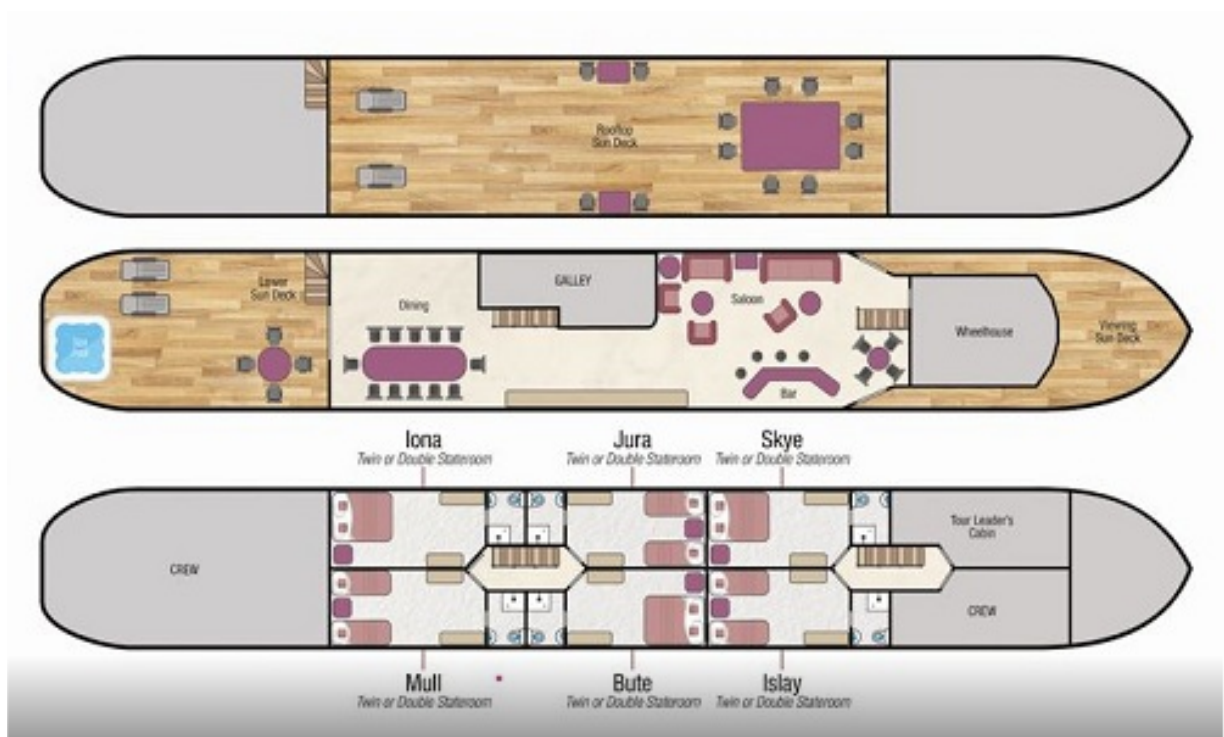 Rooftop
Sun Deck
Lower
Sun Deck
Dining
GALLEY
Saloon
Bar
Wheelhouse
Viewing
Sun Deck
Iona
Twin or Double Stateroom
Jura
Twin or Double Stateroom
Skye
Twin or Double Stateroom
CREW
Tour Leader's
Cabin
CREW
Mull
Twin or Double Stateroom
Bute
Twin or Double Stateroom
Islay
Twin or Double Stateroom